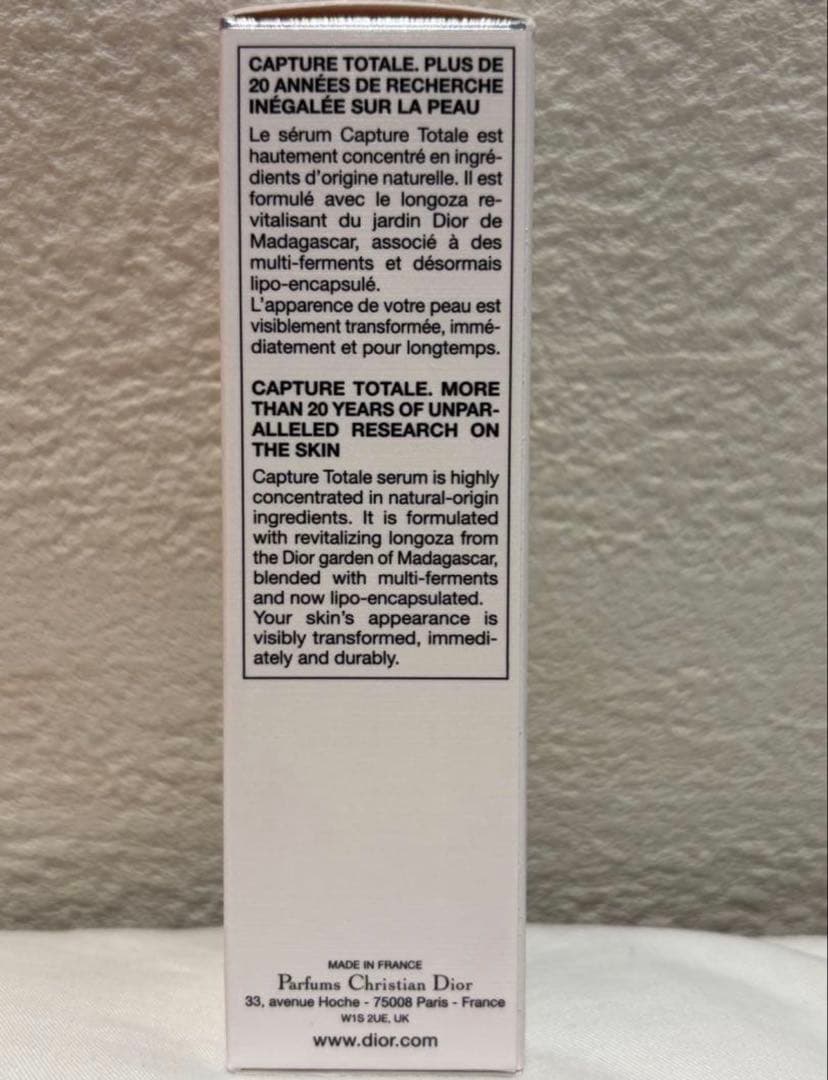 CAPTURE TOTALE. PLUS DE
20 ANNÉES DE RECHERCHE
INÉGALÉE SUR LA PEAU
Le sérum Capture Totale est
hautement concentré en ingré-
dients d'origine naturelle. Il est
formulé avec le longoza re-
vitalisant du jardin Dior de
Madagascar, associé à des
multi-ferments et désormais
lipo-encapsulé.
L'apparence de votre peau est
visiblement transformée, immé-
diatement et pour longtemps.
CAPTURE TOTALE. MORE
THAN 20 YEARS OF UNPAR-
ALLELED RESEARCH ON
THE SKIN
Capture Totale serum is highly
concentrated in natural-origin
ingredients. It is formulated
with revitalizing longoza from
the Dior garden of Madagascar,
blended with multi-ferments
and now lipo-encapsulated.
Your skin's appearance is
visibly transformed, immedi-
ately and durably.
MADE IN FRANCE
Parfums Christian Dior
33, avenue Hoche - 75008 Paris - France
W1S 2UE, UK
www.dior.com